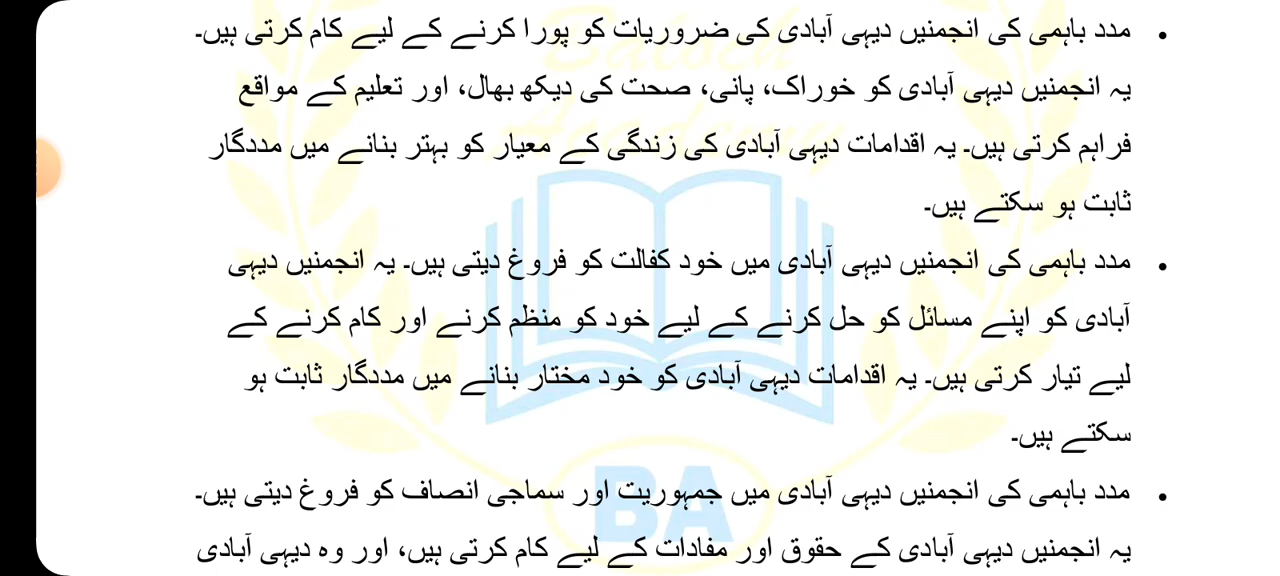 • مدد باہمی کی انجمنیں دیہی آبادی کی ضروریات کو پورا کرنے کے لیے کام کرتی ہیں۔
یہ انجمنیں دیہی آبادی کو خوراک، پانی، صحت کی دیکھ بھال، اور تعلیم کے مواقع
فراہم کرتی ہیں۔ یہ اقدامات دیہی آبادی کی زندگی کے معیار کو بہتر بنانے میں مددگار
ثابت ہو سکتے ہیں۔
• مدد باہمی کی انجمنیں دیہی آبادی میں خود کفالت کو فروغ دیتی ہیں۔ یہ انجمنیں دیہی
آبادی کو اپنے مسائل کو حل کرنے کے لیے خود کو منظم کرنے اور کام کرنے کے
لیے تیار کرتی ہیں۔ یہ اقدامات دیہی آبادی کو خود مختار بنانے میں مددگار ثابت ہو
سکتے ہیں۔
• مدد باہمی کی انجمنیں دیہی آبادی میں جمہوریت اور سماجی انصاف کو فروغ دیتی ہیں۔
یہ انجمنیں دیہی آبادی کے حقوق اور مفادات کے لیے کام کرتی ہیں، اور وہ دیہی آبادی
Baloch
Academy
BA